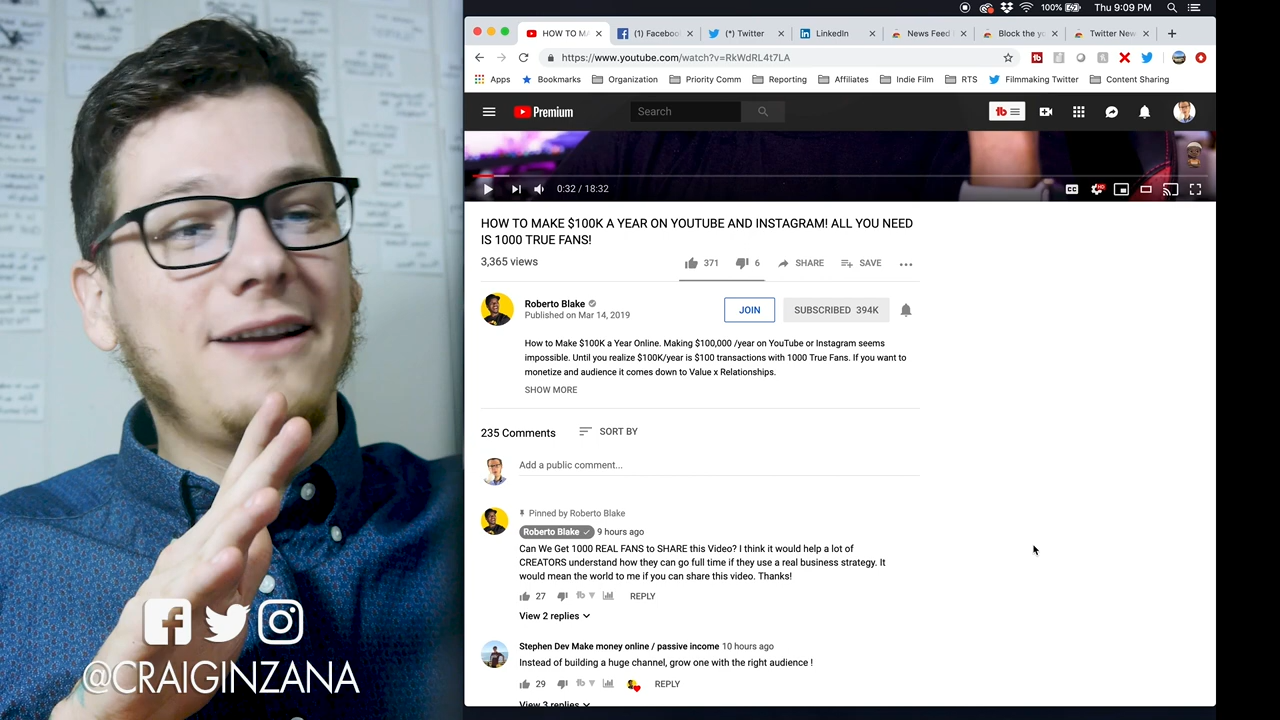 100%
Thu 9:09 PM
HOW TO MA
(1) Facebo
(*) Twitter
LinkedIn
News Feed
Block the y
Twitter New
https://www.youtube.com/watch?v=RkWdRL4t7LA
Apps
Bookmarks
Organization
Priority Comm
Reporting
Affiliates
Indie Film
RTS
Filmmaking Twitter
Content Sharing
Premium
Search
tb
0:32 / 18:32
CC
HD
HOW TO MAKE $100K A YEAR ON YOUTUBE AND INSTAGRAM! ALL YOU NEED
IS 1000 TRUE FANS!
3,365 views
371
6
SHARE
SAVE
Roberto Blake
Published on Mar 14, 2019
JOIN
SUBSCRIBED 394K
How to Make $100K a Year Online. Making $100,000 /year on YouTube or Instagram seems
impossible. Until you realize $100K/year is $100 transactions with 1000 True Fans. If you want to
monetize and audience it comes down to Value x Relationships.
SHOW MORE
235 Comments
SORT BY
Add a public comment...
Pinned by Roberto Blake
Roberto Blake
9 hours ago
Can We Get 1000 REAL FANS to SHARE this Video? I think it would help a lot of
CREATORS understand how they can go full time if they use a real business strategy. It
would mean the world to me if you can share this video. Thanks!
27
tb
REPLY
View 2 replies
Stephen Dev Make money online / passive income 10 hours ago
Instead of building a huge channel, grow one with the right audience !
29
tb
REPLY
View 3 replies
@CRAIGINZANA